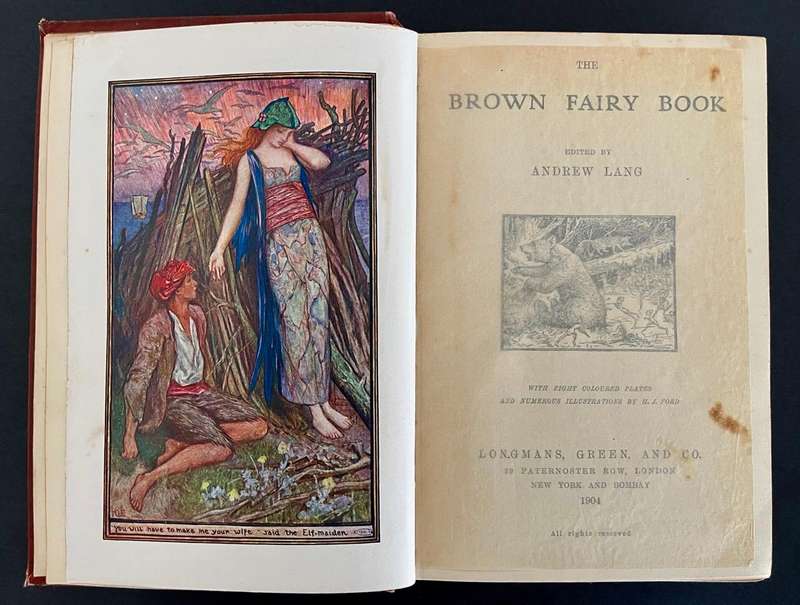 "You will have to make me your wife" said the Elf-maiden
THE
BROWN FAIRY BOOK
EDITED BY
ANDREW LANG
WITH EIGHT COLOURED PLATES
AND NUMEROUS ILLUSTRATIONS BY H. J. FORD
LONGMANS, GREEN, AND CO.
39 PATERNOSTER ROW, LONDON
NEW YORK AND BOMBAY
1904
All rights reserved